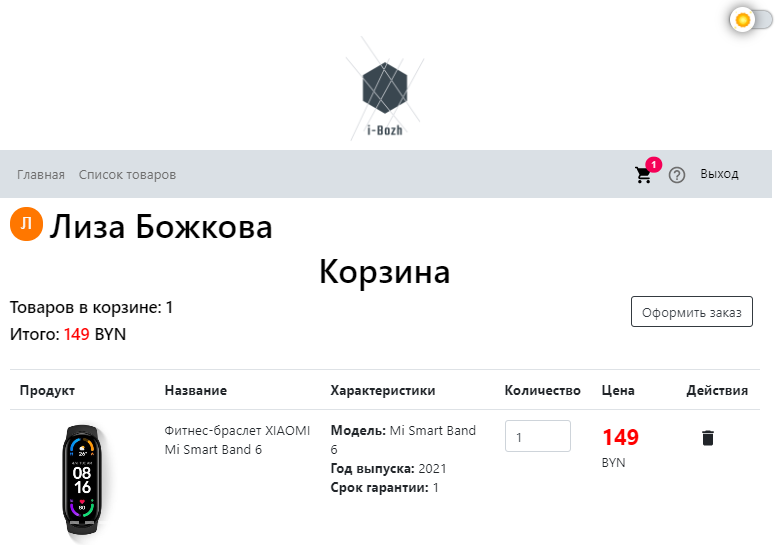 i-Bozh
Главная Список товаров 1 Выход
Л Лиза Божкова
Корзина
Товаров в корзине: 1
Оформить заказ
Итого: 149 BYN
Продукт Название Характеристики Количество Цена Действия
Фитнес-браслет XIAOMI
Mi Smart Band 6
Модель: Mi Smart Band
6
Год выпуска: 2021
Срок гарантии: 1
1
149
BYN
26°
08
16
80